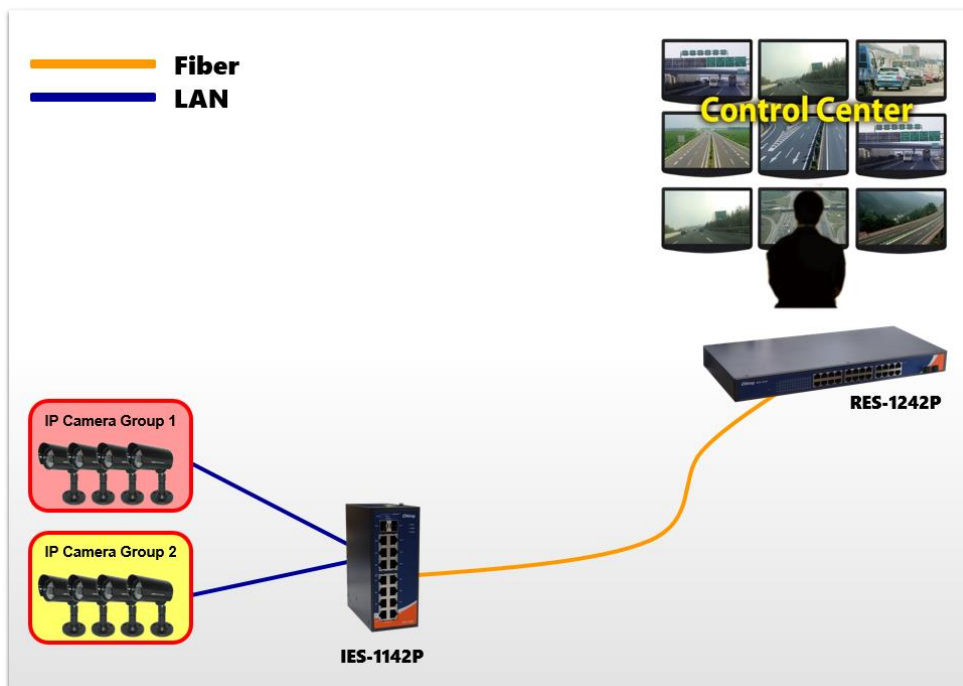 Fiber
LAN
Control Center
RES-1242P
IP Camera Group 1
IP Camera Group 2
IES-1142P